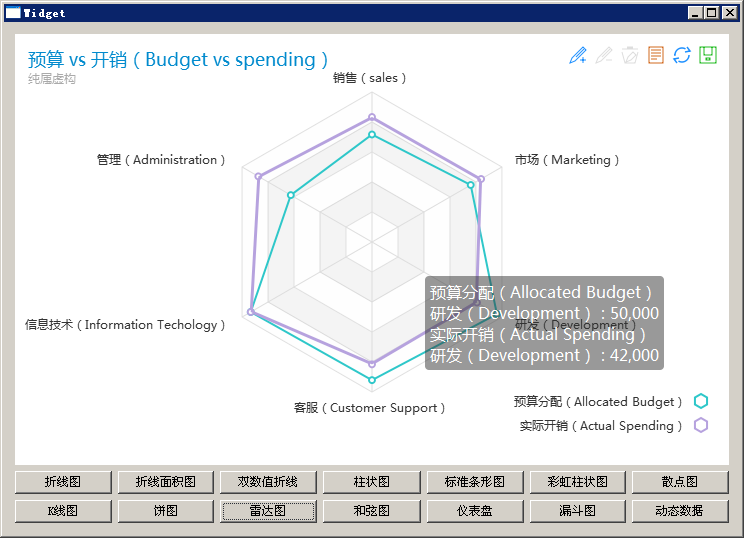 Widget
预算 vs 开销（Budget vs spending）
纯属虚构
销售（sales）
管理（Administration）
市场（Marketing）
信息技术（Information Techology）
研发（Development）
预算分配（Allocated Budget）
研发（Development）: 50,000
实际开销（Actual Spending）
研发（Development）: 42,000
客服（Customer Support）
预算分配（Allocated Budget）
实际开销（Actual Spending）
折线图 折线面积图 双数值折线 柱状图 标准条形图 彩虹柱状图 散点图
K线图 饼图 雷达图 和弦图 仪表盘 漏斗图 动态数据